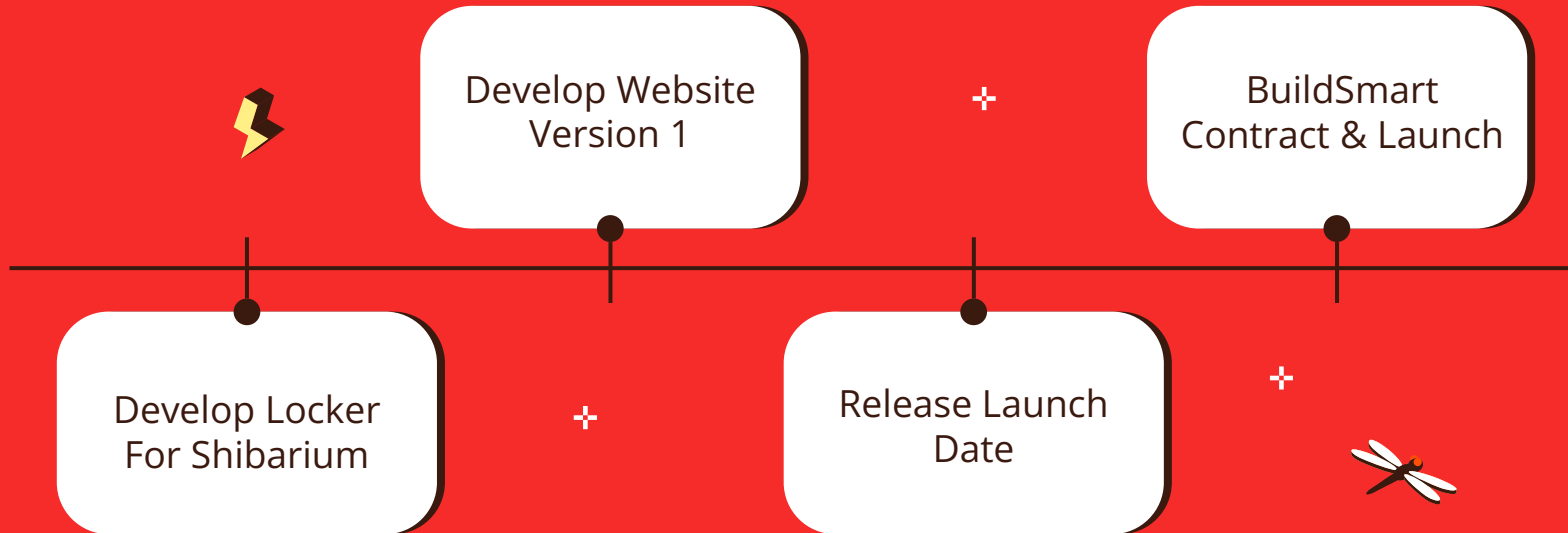 Develop Locker
For Shibarium
Develop Website
Version 1
Release Launch
Date
BuildSmart
Contract & Launch